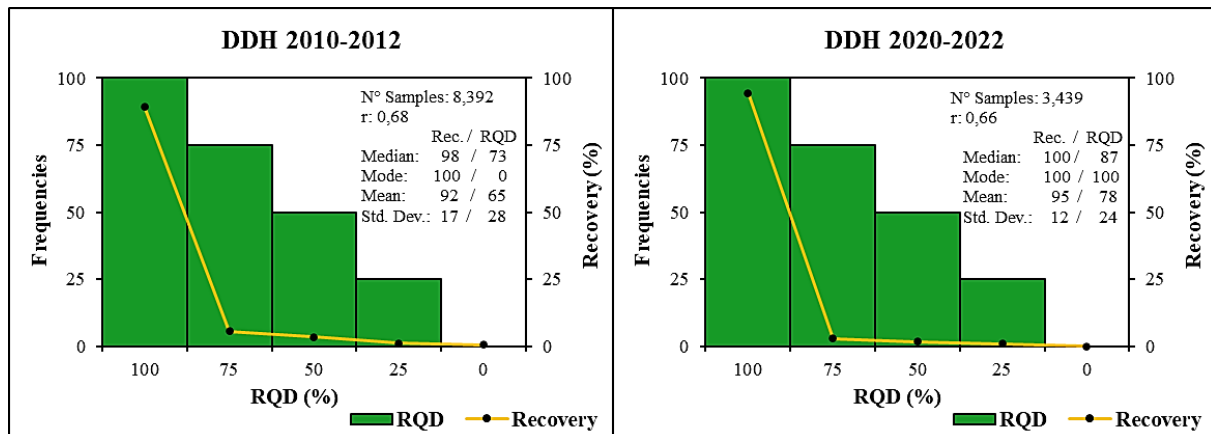 DDH 2010-2012
100
75
50
25
0
Frequencies
N° Samples: 8,392
r: 0,68
Rec. / RQD
Median: 98 / 73
Mode: 100 / 0
Mean: 92 / 65
Std. Dev.: 17 / 28
100
75
50
25
0
Recovery (%)
100 75 50 25 0
RQD (%)
RQD Recovery
DDH 2020-2022
100
75
50
25
0
Frequencies
N° Samples: 3,439
r: 0,66
Rec. / RQD
Median: 100 / 87
Mode: 100 / 100
Mean: 95 / 78
Std. Dev.: 12 / 24
100
75
50
25
0
Recovery (%)
100 75 50 25 0
RQD (%)
RQD Recovery